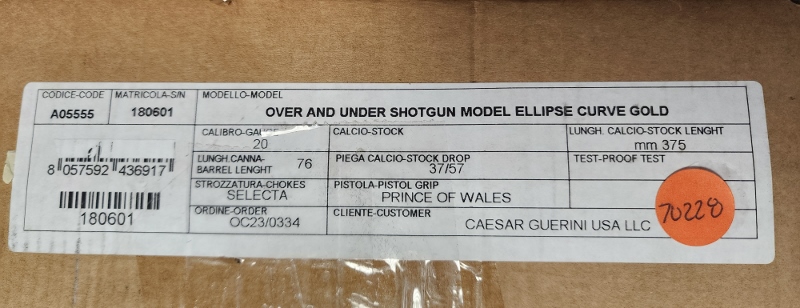 CODICE-CODE
A05555
MATRICOLA-S/N
180601
MODELLO-MODEL
OVER AND UNDER SHOTGUN MODEL ELLIPSE CURVE GOLD
8 057592 436917
180601
CALIBRO-GAUGE
20
CALCIO-STOCK
LUNGH. CALCIO-STOCK LENGHT
mm 375
LUNGH.CANNA-
BARREL LENGHT
76
PIEGA CALCIO-STOCK DROP
37/57
TEST-PROOF TEST
STROZZATURA-CHOKES
SELECTA
PISTOLA-PISTOL GRIP
PRINCE OF WALES
ORDINE-ORDER
OC23/0334
CLIENTE-CUSTOMER
CAESAR GUERINI USA LLC
70228